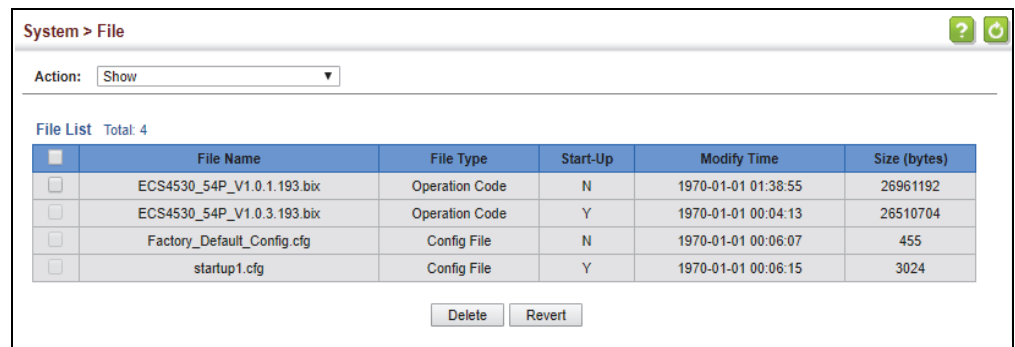 System > File
?
Action: Show
File List Total: 4
File Name File Type Start-Up Modify Time Size (bytes)
ECS4530_54P_V1.0.1.193.bix Operation Code N 1970-01-01 01:38:55 26961192
ECS4530_54P_V1.0.3.193.bix Operation Code Y 1970-01-01 00:04:13 26510704
Factory_Default_Config.cfg Config File N 1970-01-01 00:06:07 455
startup1.cfg Config File Y 1970-01-01 00:06:15 3024
Delete Revert